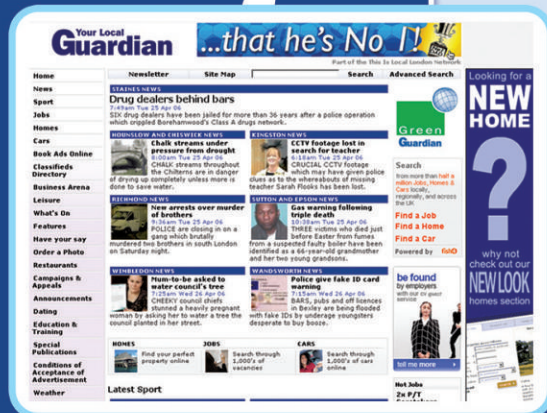 Your Local
Guardian
...that he's No 1!
Part of the This Is Local London Network
Newsletter Site Map Search Advanced Search
Home
News
Sport
Jobs
Homes
Cars
Book Ads Online
Classifieds
Directory
Business Arena
Leisure
What's On
Features
Have your say
Order a Photo
Restaurants
Campaigns &
Appeals
Announcements
Dating
Education &
Training
Special
Publications
Conditions of
Acceptance of
Advertisement
Weather
STAINES NEWS
Drug dealers behind bars
7:49am Tue 25 Apr 06
SIX drug dealers have been jailed for more than 36 years after a police operation
which crippled Borehamwood's Class A drugs network.
HOUNSLOW AND CHISWICK NEWS
Chalk streams under
pressure from drought
8:00am Tue 25 Apr 06
CHALK streams throughout
the Chilterns are in danger
of drying up completely unless more is
done to save water.
KINGSTON NEWS
CCTV footage lost in
search for teacher
6:18am Tue 25 Apr 06
CRUCIAL CCTV footage
which may have given police
clues as to the whereabouts of missing
teacher Sarah Flooks has been lost.
RICHMOND NEWS
New arrests over murder
of brothers
9:36am Tue 25 Apr 06
POLICE are closing in on a
gang which brutally
murdered two brothers in south London
on Saturday night.
SUTTON AND EPSOM NEWS
Gas warning following
triple death
10:38am Tue 25 Apr 06
THREE victims who died just
before Easter from fumes
from a suspected faulty boiler have been
identified as a 66-year-old grandmother
and her two young grandsons.
WIMBLEDON NEWS
Mum-to-be asked to
water council's tree
7:25am Wed 26 Apr 06
CHEEKY council chiefs
stunned a heavily pregnant
woman by asking her to water a tree the
council planted in her street.
WANDSWORTH NEWS
Police give fake ID card
warning
7:15am Wed 26 Apr 06
BARS, pubs and off licences
in Bexley are being flooded
with fake IDs by underage youngsters
desperate to buy booze.
HOMES
Find your perfect
property online
JOBS
Search through
1,000's of
vacancies
CARS
Search through
1,000's of cars
online
Latest Sport
Green
Guardian
Search
from more than half a
million Jobs, Homes &
Cars locally,
regionally, and across
the UK
Find a Job
Find a Home
Find a Car
Powered by fish4
be found
by employers
with our cv post
service
tell me more
Hot Jobs
2x P/T
Looking for a
NEW
HOME
?
why not
check out our
NEW LOOK
homes section